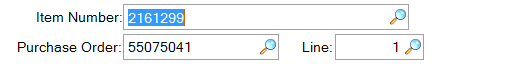 Item Number: 2161299
Purchase Order: 55075041 Line: 1